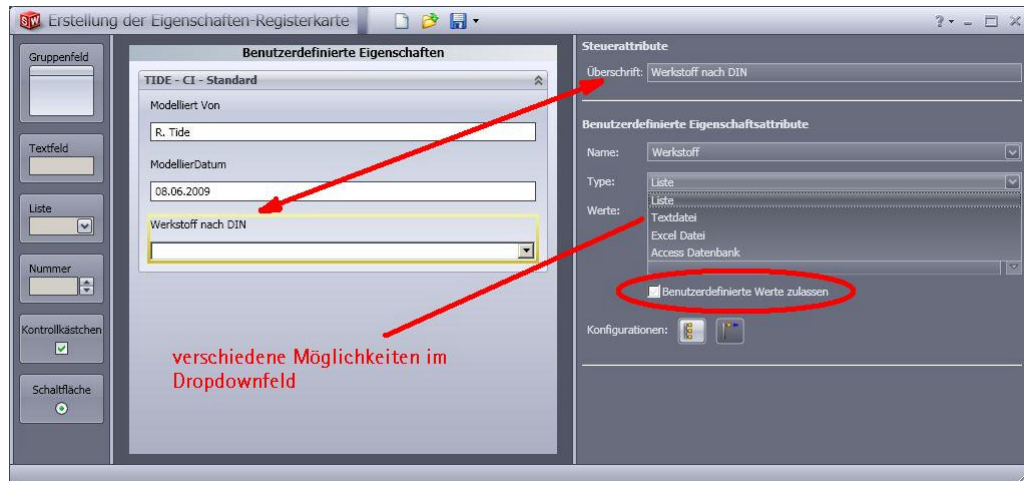 Erstellung der Eigenschaften-Registerkarte
Gruppenfeld
Textfeld
Liste
Nummer
Kontrollkästchen
Schaltfläche
Benutzerdefinierte Eigenschaften
TIDE - CI - Standard
Modelliert Von
R. Tide
ModellierDatum
08.06.2009
Werkstoff nach DIN
verschiedene Möglichkeiten im
Dropdownfeld
Steuerattribute
Überschrift: Werkstoff nach DIN
Benutzerdefinierte Eigenschaftsattribute
Name: Werkstoff
Type: Liste
Werte:
Liste
Textdatei
Excel Datei
Access Datenbank
Benutzerdefinierte Werte zulassen
Konfigurationen: